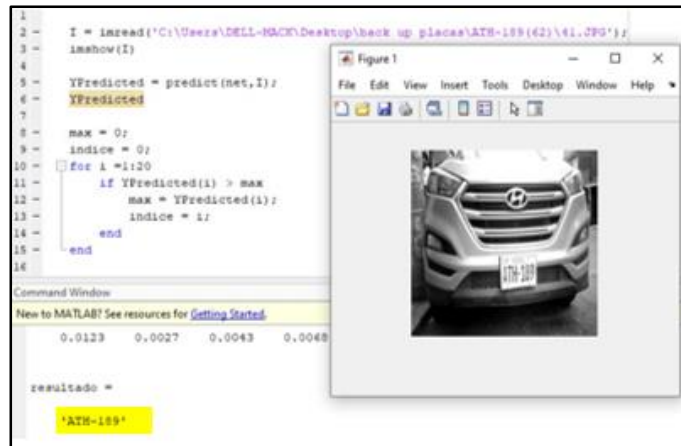 1
2 - I = imread('C:\Users\DELL-MACK\Desktop\back up placas\ATH-189(62)\41.JPG');
3 - imshow(I)
4
5 - YPredicted = predict(net,I);
6 - YPredicted
7
8 - max = 0;
9 - indice = 0;
10 - for i =1:20
11 - if YPredicted(i) > max
12 - max = YPredicted(i);
13 - indice = i;
14 - end
15 - end
16
Figure 1
File Edit View Insert Tools Desktop Window Help
ATH-189
Command Window
New to MATLAB? See resources for Getting Started.
0.0123 0.0027 0.0043 0.0068
resultado =
'ATH-189'